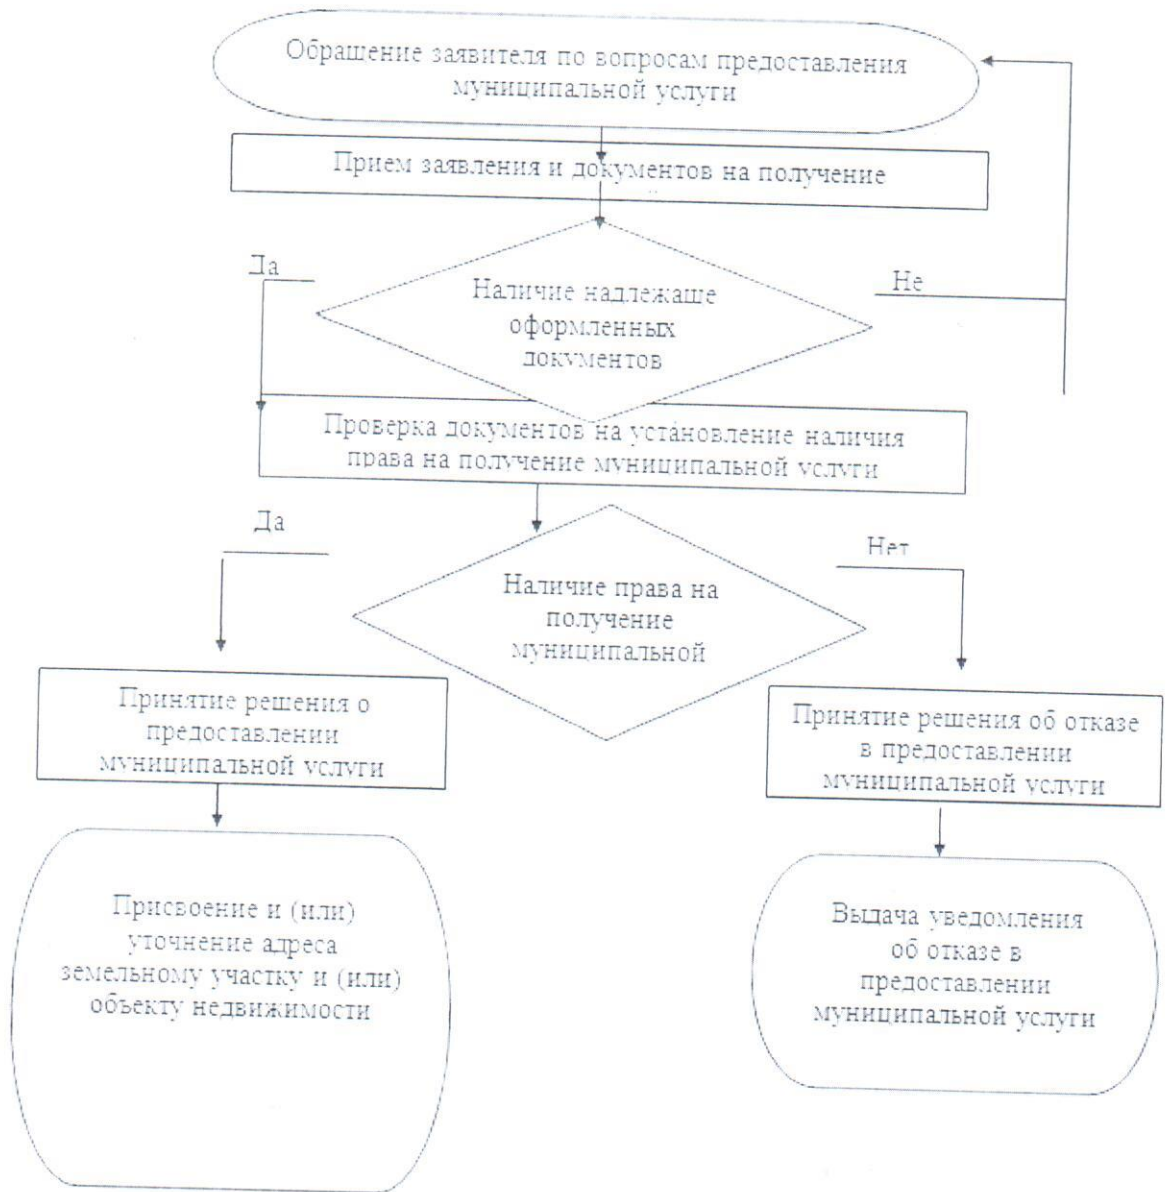 Обращение заявителя по вопросам предоставления
муниципальной услуги
Прием заявления и документов на получение
Да
Не
Наличие надлежаще
оформленных
документов
Проверка документов на установление наличия
права на получение муниципальной услуги
Да
Нет
Наличие права на
получение
муниципальной
Принятие решения о
предоставлении
муниципальной услуги
Принятие решения об отказе
в предоставлении
муниципальной услуги
Присвоение и (или)
уточнение адреса
земельному участку и (или)
объекту недвижимости
Выдача уведомления
об отказе в
предоставлении
муниципальной услуги